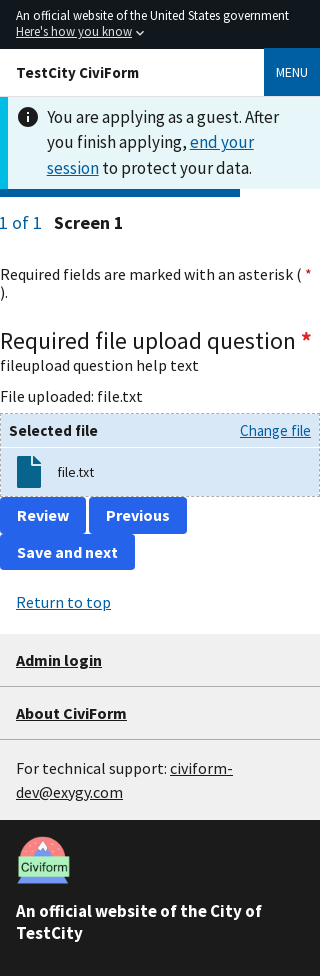 An official website of the United States government
Here's how you know
TestCity CiviForm
MENU
You are applying as a guest. After
you finish applying, end your
session to protect your data.
1 of 1 Screen 1
Required fields are marked with an asterisk ( *
).
Required file upload question *
fileupload question help text
File uploaded: file.txt
Selected file Change file
file.txt
Review Previous
Save and next
Return to top
Admin login
About CiviForm
For technical support: civiform-
dev@exygy.com
Civiform
An official website of the City of
TestCity